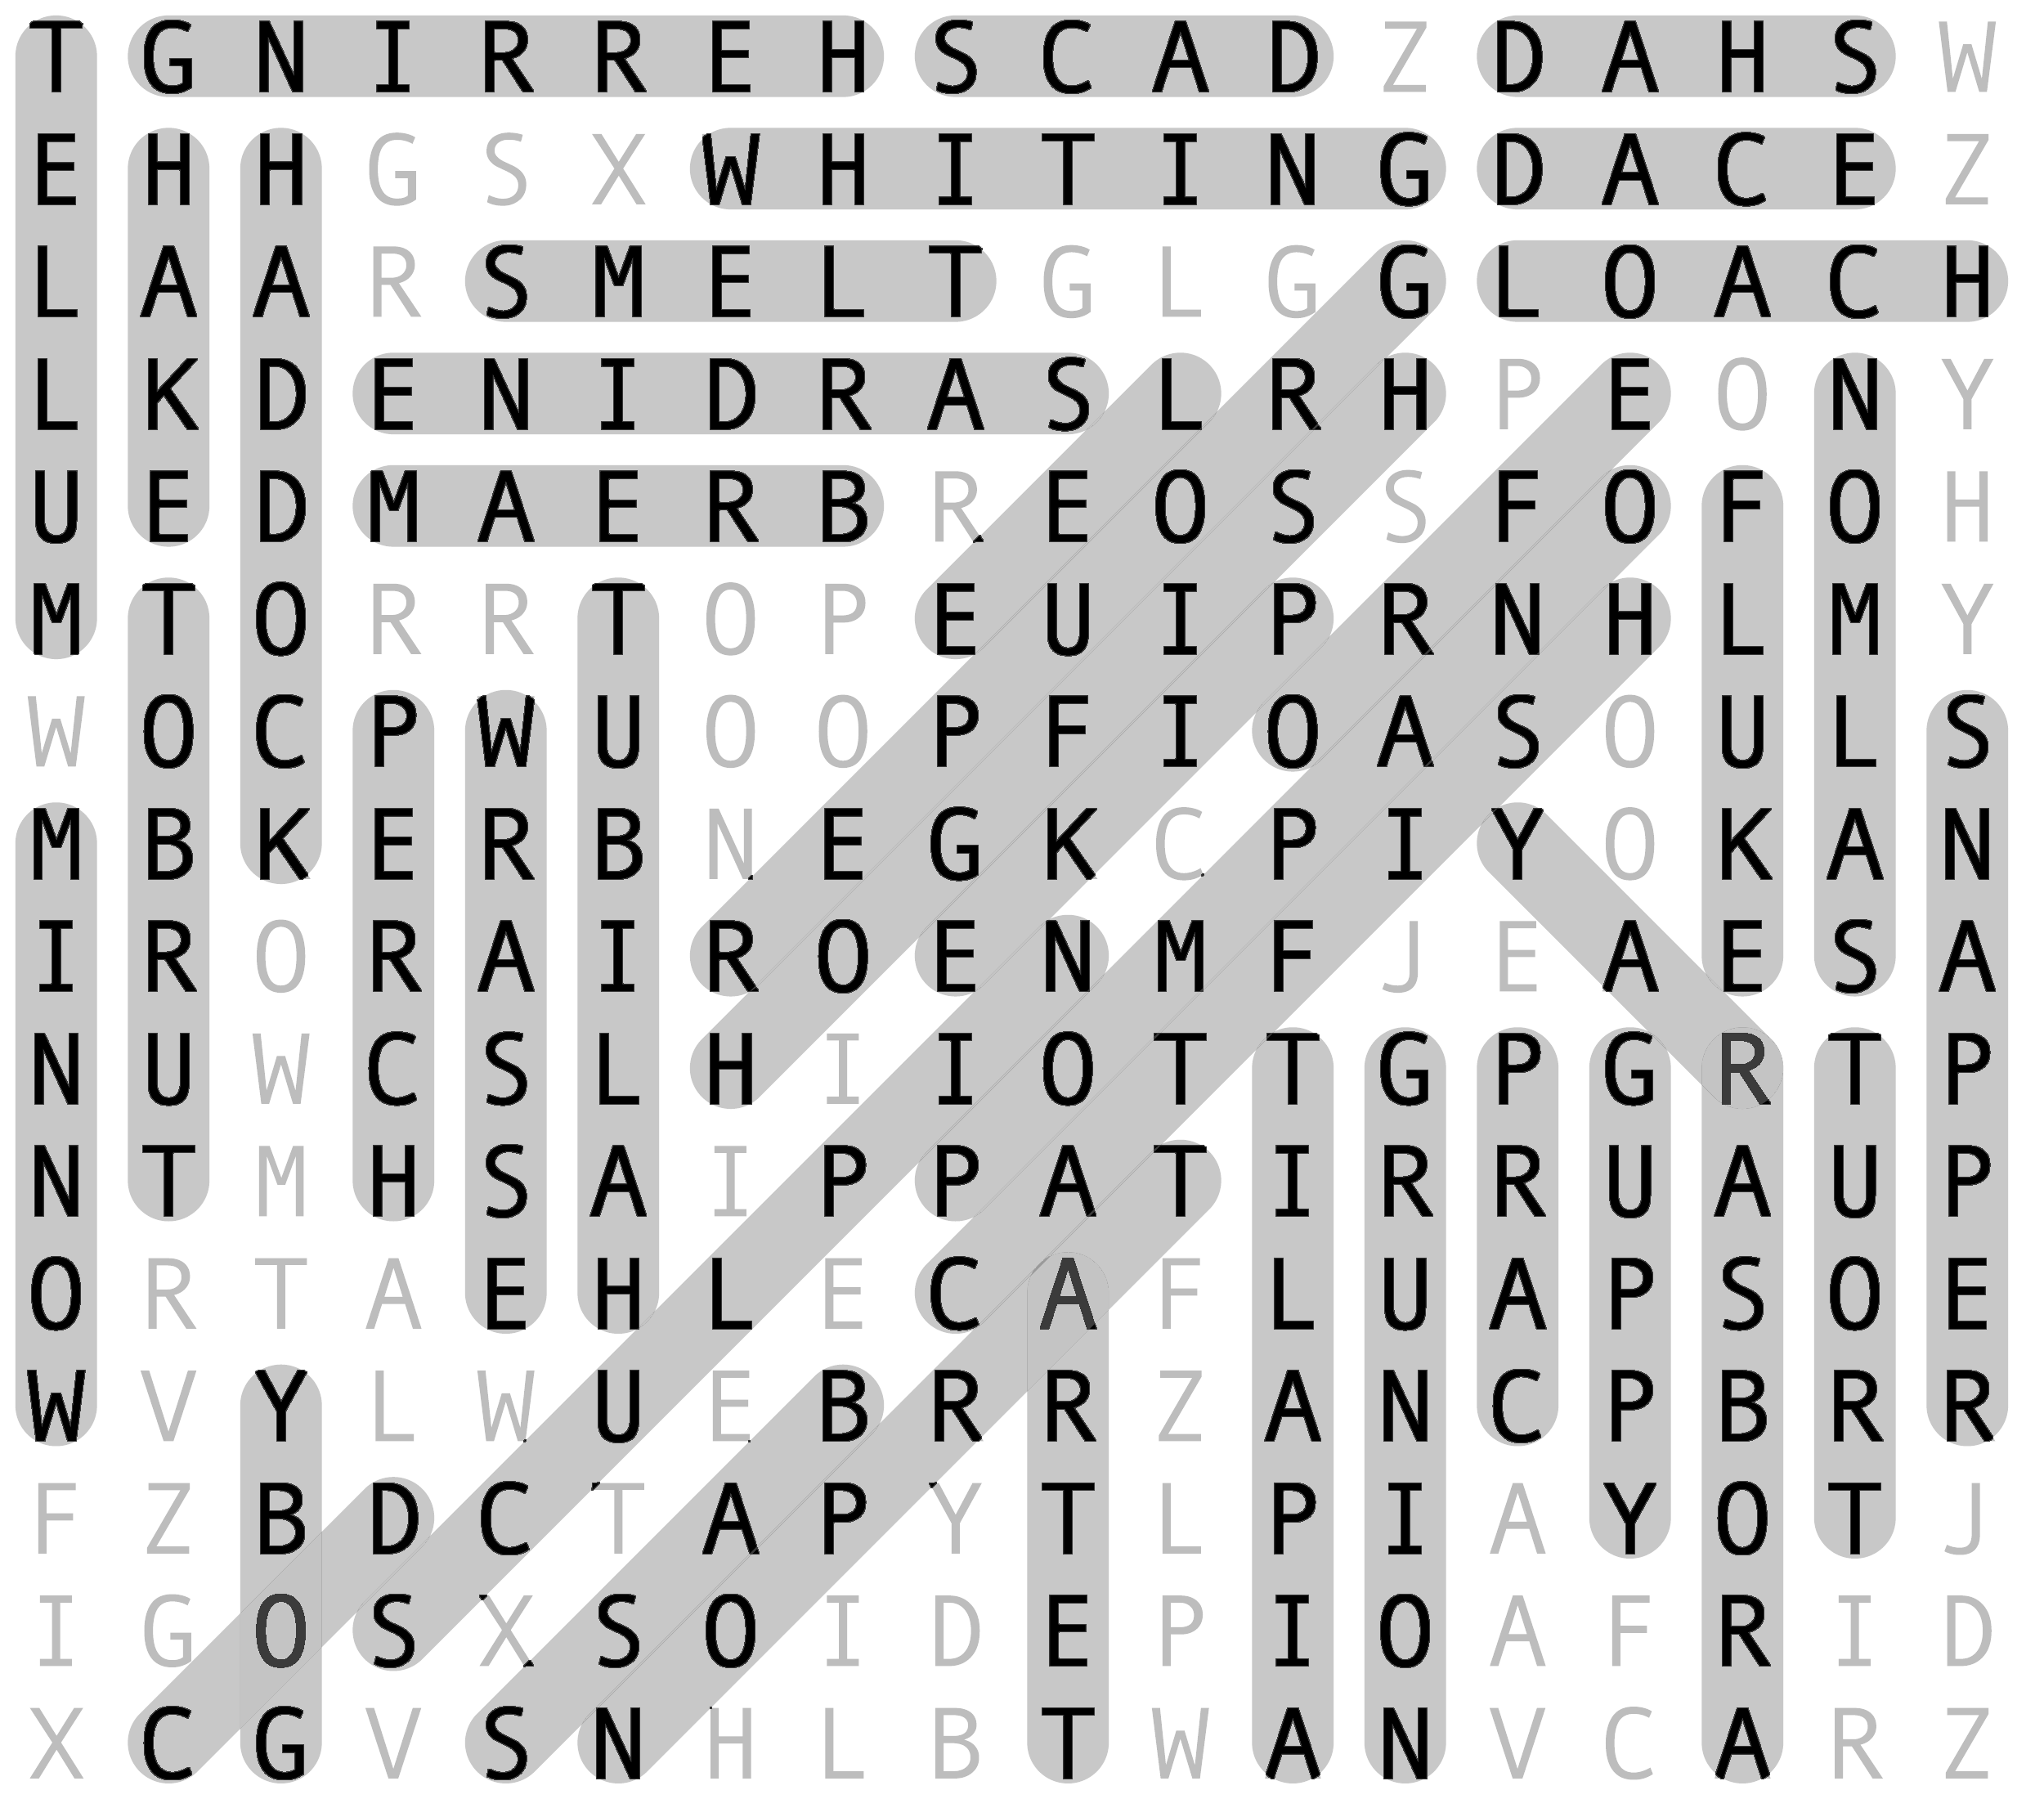 T G N I R R E H S C A D Z D A H S W
E H H G S X W H I T I N G D A C E Z
L A A R S M E L T G L G G L O A C H
L K D E N I D R A S L R H P E O N Y
U E D M A E R B R E O S S F O F O H
M T O R R T O P E U I P R N H L M Y
W O C P W U O O P F I O A S O U L S
M B K E R B N E G K C P I Y O K A N
I R O R A I R O E N M F J E A E S A
N U W C S L H I I O T T G P G R T P
N T M H S A I P P A T I R R U A U P
O R T A E H L E C A F L U A P S O E
W V Y L W U E B R R Z A N C P B R R
F Z B D C T A P Y T L P I A Y O T J
I G O S X S O I D E P I O A F R I D
X C G V S N H L B T W A N V C A R Z